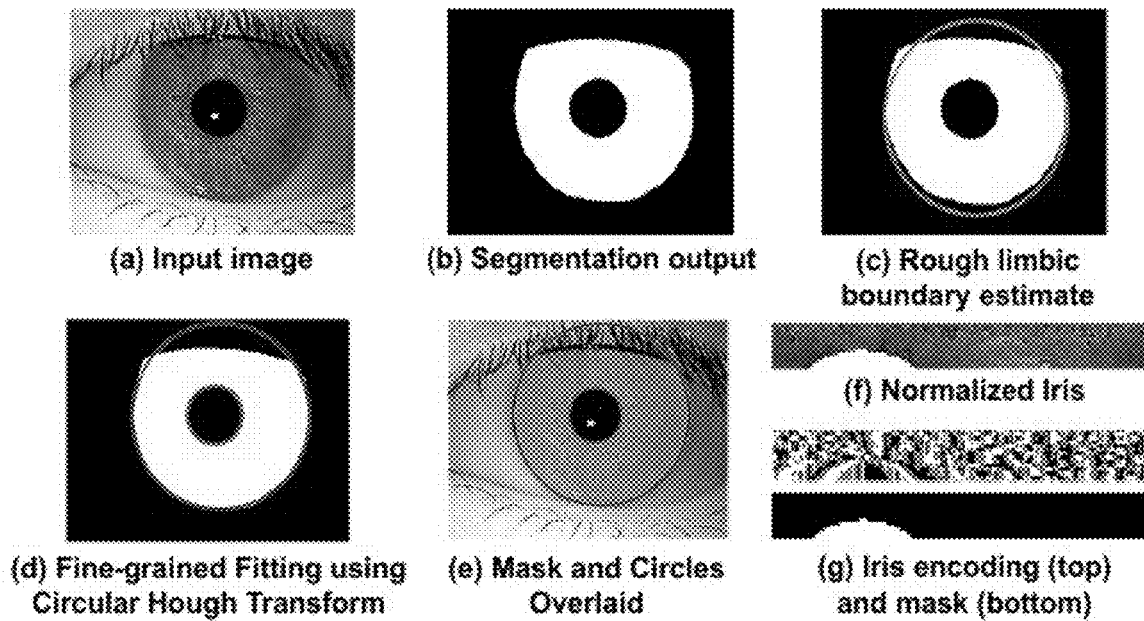 (a) Input image
(b) Segmentation output
(c) Rough limbic
boundary estimate
(d) Fine-grained Fitting using
Circular Hough Transform
(e) Mask and Circles
Overlaid
(f) Normalized Iris
(g) Iris encoding (top)
and mask (bottom)